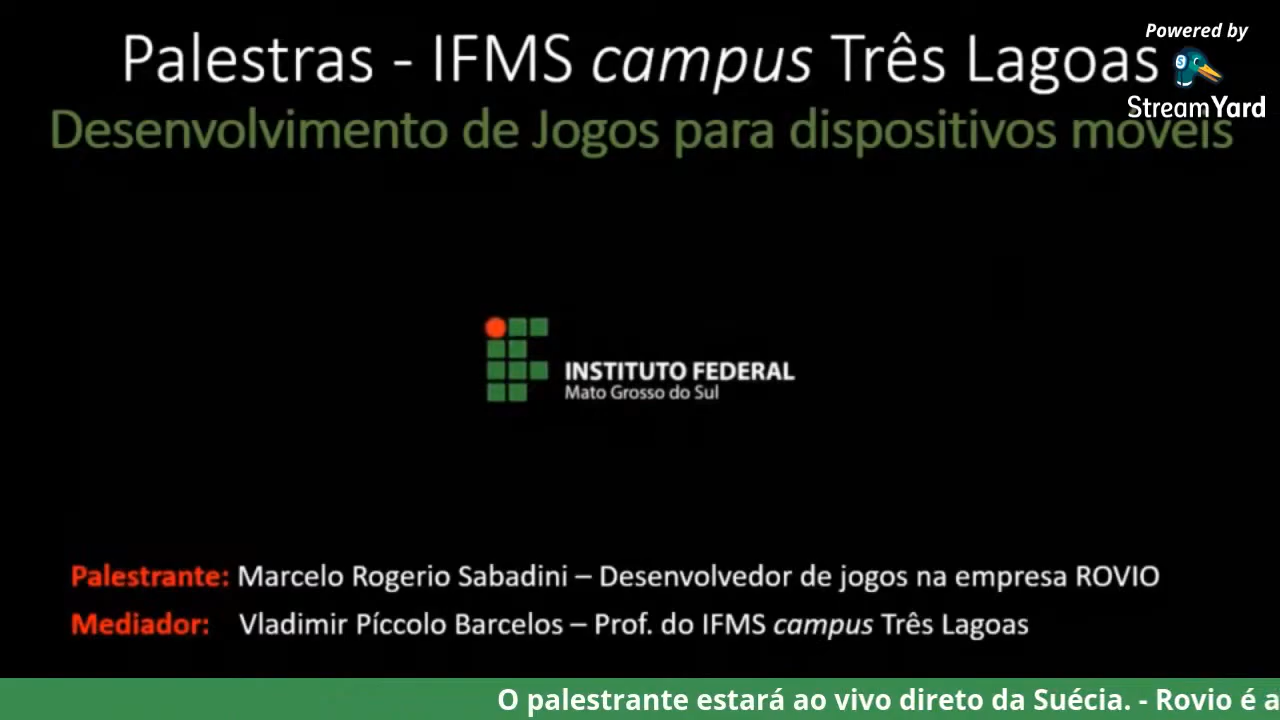 Palestras - IFMS campus Três Lagoas
Powered by
StreamYard
Desenvolvimento de Jogos para dispositivos móveis
INSTITUTO FEDERAL
Mato Grosso do Sul
Palestrante: Marcelo Rogerio Sabadini – Desenvolvedor de jogos na empresa ROVIO
Mediador: Vladimir Píccolo Barcelos – Prof. do IFMS campus Três Lagoas
O palestrante estará ao vivo direto da Suécia. - Rovio é a